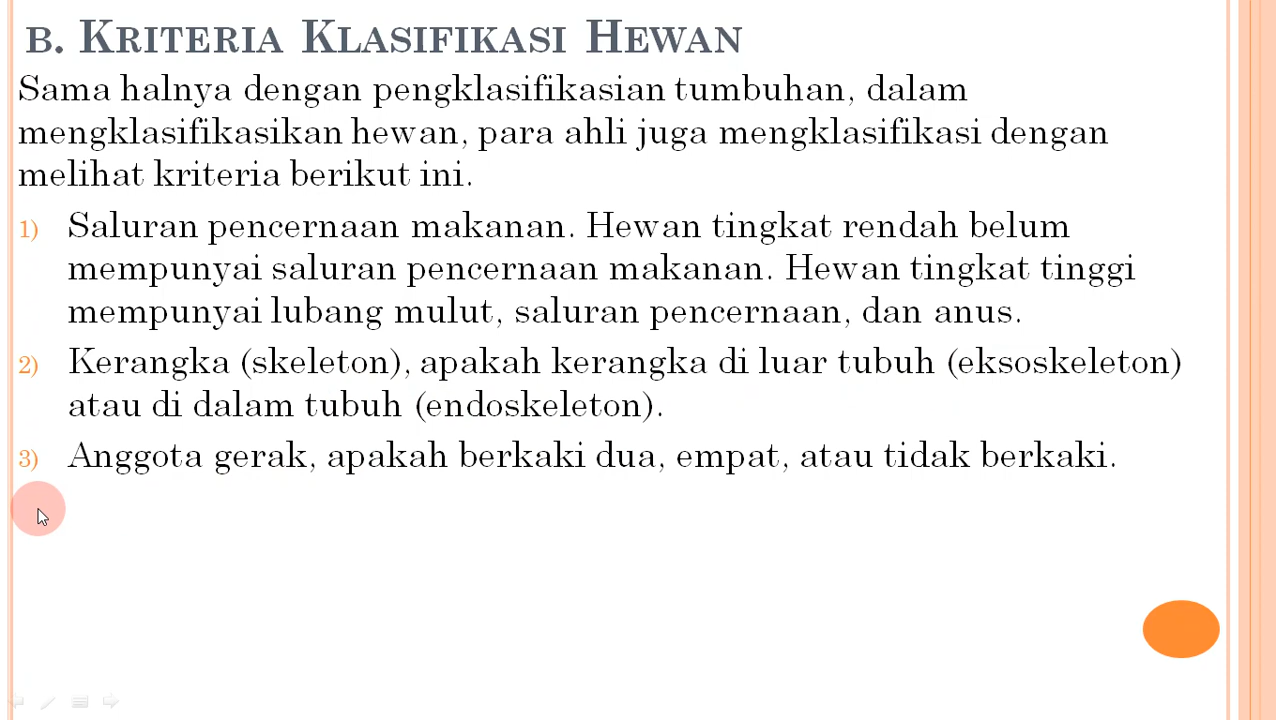 B. KRITERIA KLASIFIKASI HEWAN
Sama halnya dengan pengklasifikasian tumbuhan, dalam
mengklasifikasikan hewan, para ahli juga mengklasifikasi dengan
melihat kriteria berikut ini.
1) Saluran pencernaan makanan. Hewan tingkat rendah belum
mempunyai saluran pencernaan makanan. Hewan tingkat tinggi
mempunyai lubang mulut, saluran pencernaan, dan anus.
2) Kerangka (skeleton), apakah kerangka di luar tubuh (eksoskeleton)
atau di dalam tubuh (endoskeleton).
3) Anggota gerak, apakah berkaki dua, empat, atau tidak berkaki.